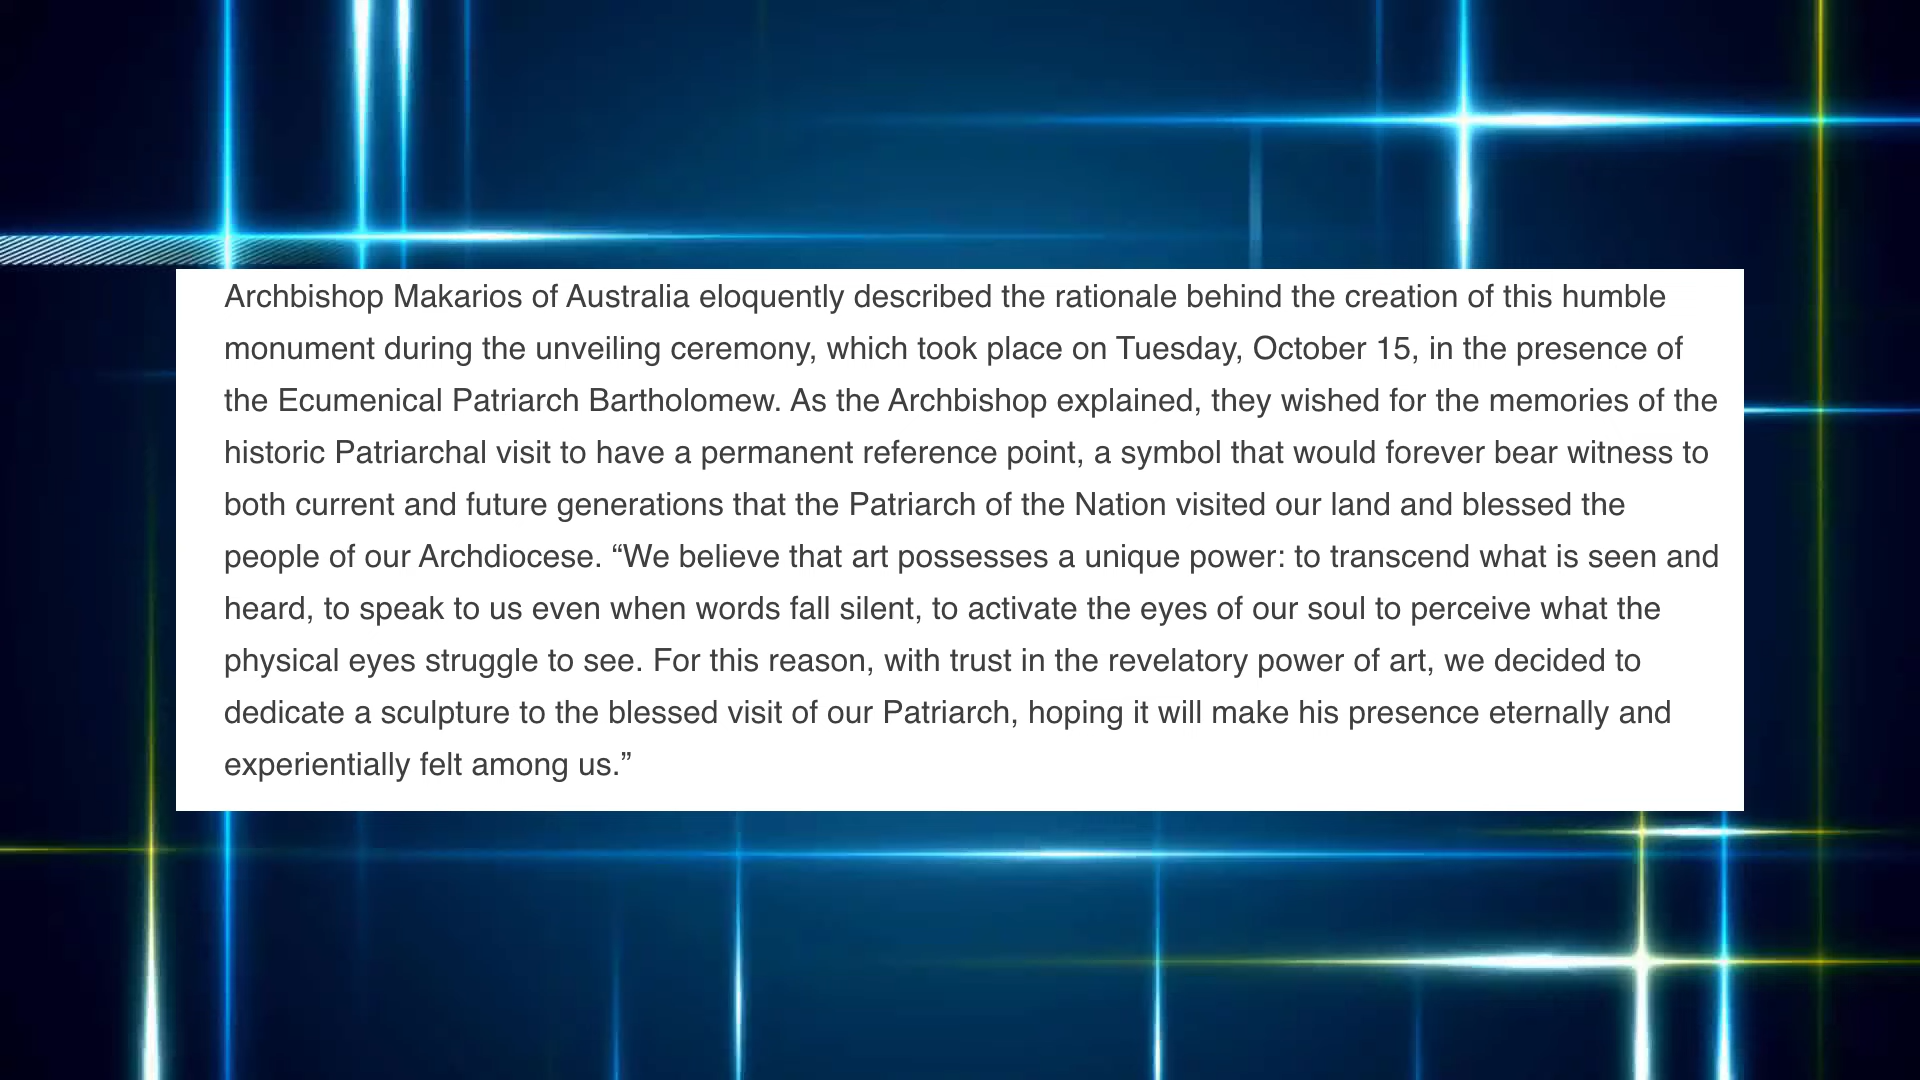 Archbishop Makarios of Australia eloquently described the rationale behind the creation of this humble
monument during the unveiling ceremony, which took place on Tuesday, October 15, in the presence of
the Ecumenical Patriarch Bartholomew. As the Archbishop explained, they wished for the memories of the
historic Patriarchal visit to have a permanent reference point, a symbol that would forever bear witness to
both current and future generations that the Patriarch of the Nation visited our land and blessed the
people of our Archdiocese. “We believe that art possesses a unique power: to transcend what is seen and
heard, to speak to us even when words fall silent, to activate the eyes of our soul to perceive what the
physical eyes struggle to see. For this reason, with trust in the revelatory power of art, we decided to
dedicate a sculpture to the blessed visit of our Patriarch, hoping it will make his presence eternally and
experientially felt among us.”